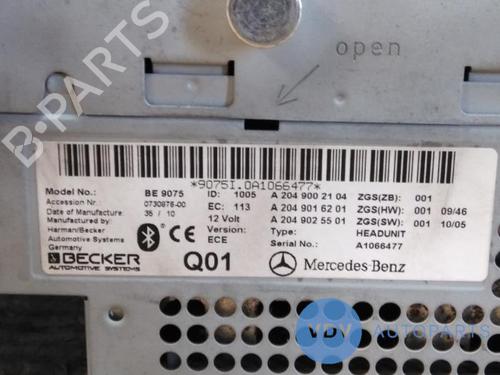 open
*9075I.0A1066477*
Model No.: BE 9075 ID: 1005 A 204 900 21 04 ZGS(ZB): 001
Accession Nr 0730876-00 EC: 113 A 204 901 62 01 ZGS(HW): 001 09/46
Date of Manufacture: 35 / 10 12 Volt A 204 902 55 01 ZGS(SW): 001 10/05
Manufactured by Version: Type: HEADUNIT
Harman/Becker ECE Serial No.: A1066477
Automotive Systems
Germany
BECKER
AUTOMOTIVE SYSTEMS
CE
Q01
Mercedes-Benz
B-PARTS
VDV AUTOPARTS